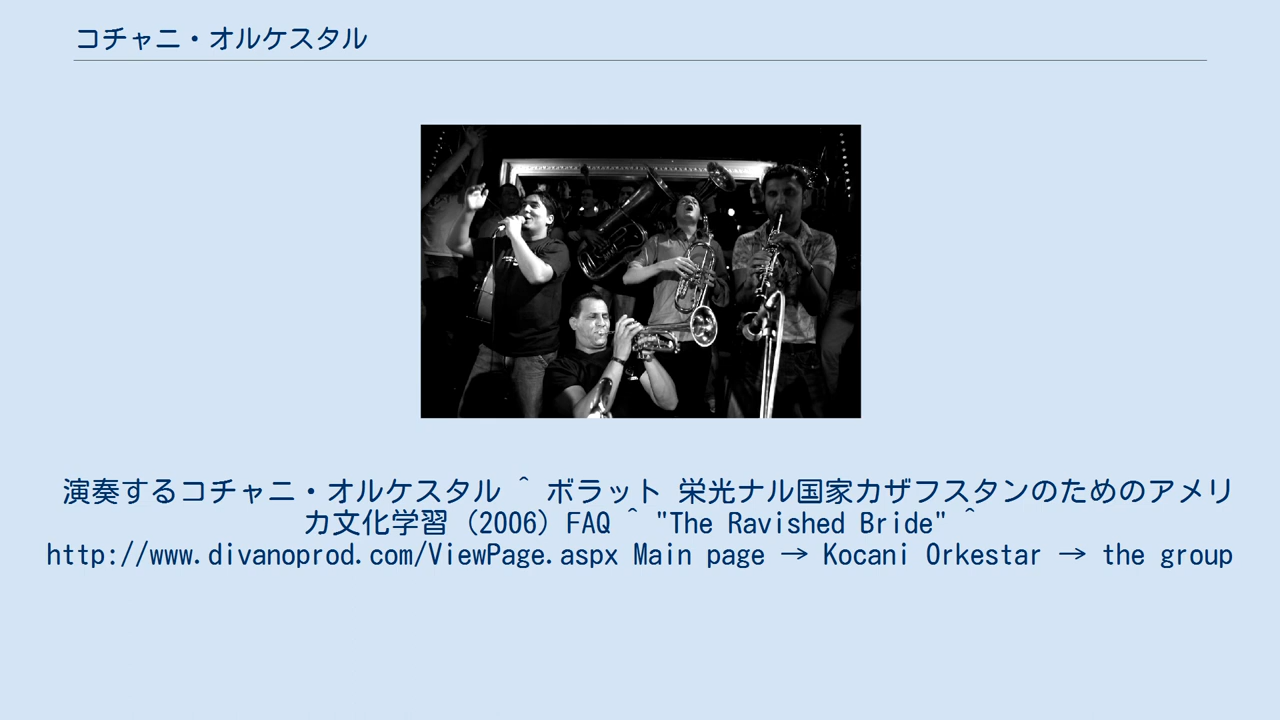 コチャニ・オルケスタル
演奏するコチャニ・オルケスタル ^ ボラット 栄光ナル国家カザフスタンのためのアメリ
カ文化学習 (2006) FAQ ^ "The Ravished Bride" ^
http://www.divanoprod.com/ViewPage.aspx Main page → Kocani Orkestar → the group